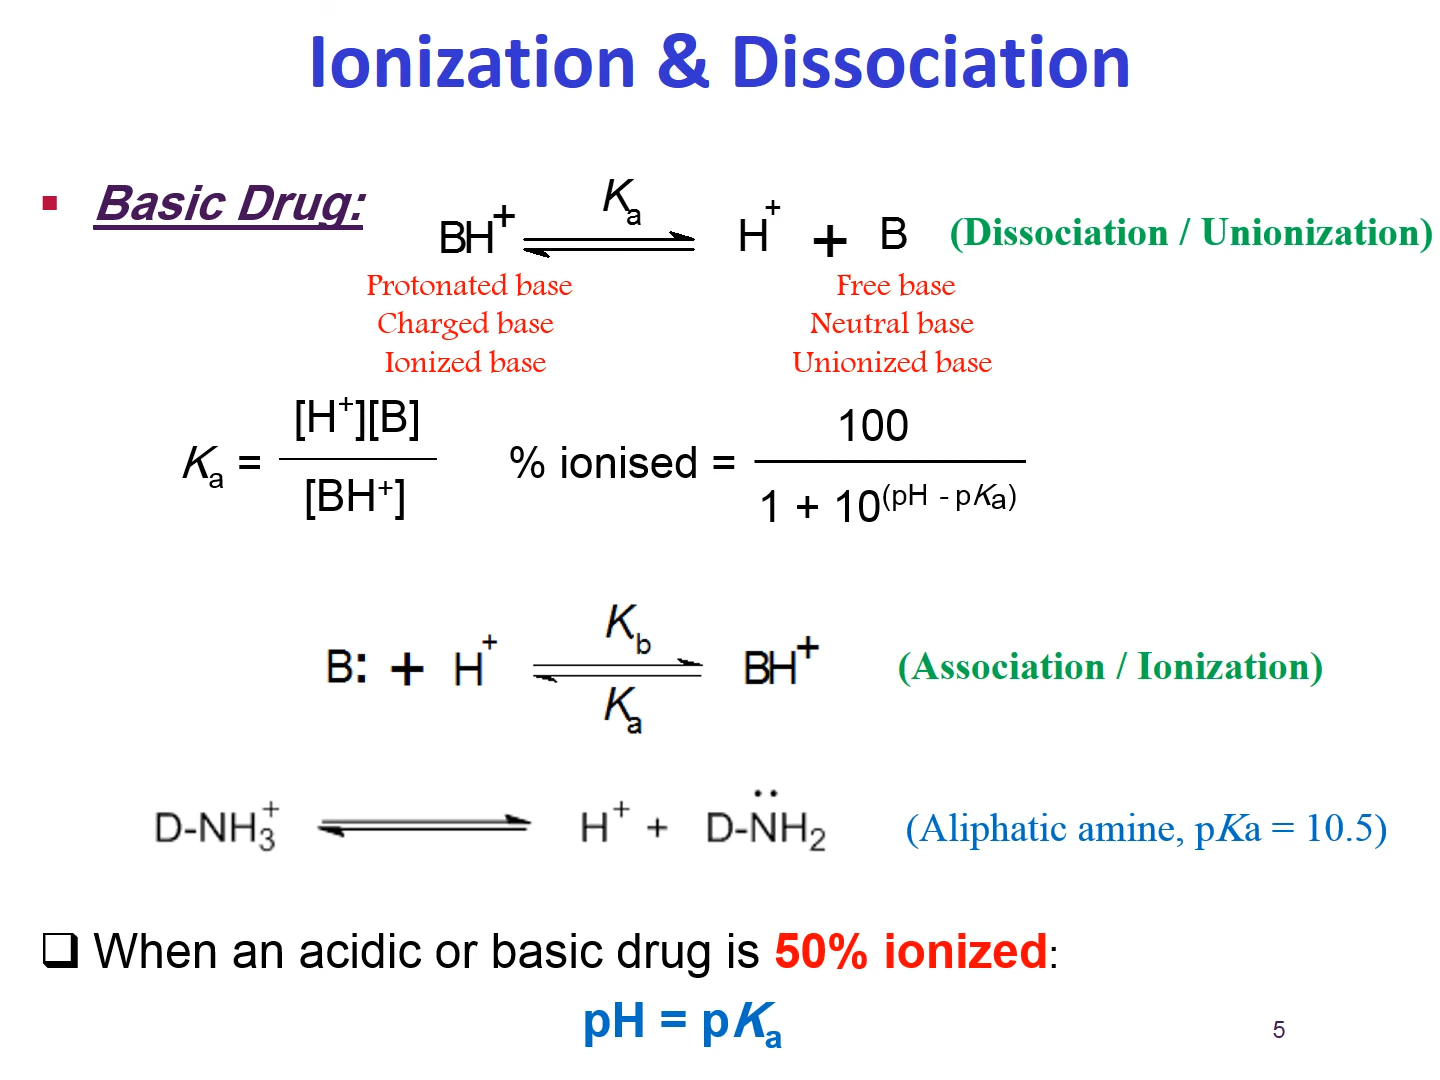 Ionization & Dissociation
▪ Basic Drug:
BH⁺ ⇌ H⁺ + B (Dissociation / Unionization)
Kₐ
Protonated base
Charged base
Ionized base
Free base
Neutral base
Unionized base
Kₐ = [H⁺][B] / [BH⁺]
% ionised = 100 / 1 + 10^(pH - pKa)
B: + H⁺ ⇌ BH⁺ (Association / Ionization)
K_b
Kₐ
D-NH₃⁺ ⇌ H⁺ + D-N̈H₂ (Aliphatic amine, pKa = 10.5)
❑ When an acidic or basic drug is 50% ionized:
pH = pKₐ
5